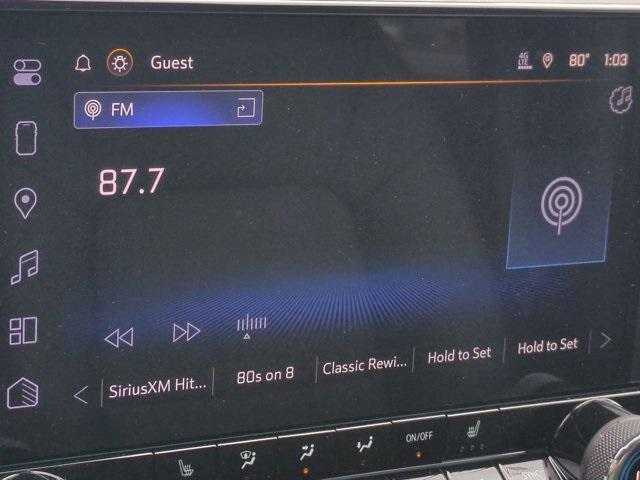 Guest
4G
LTE
80° 1:03
FM
87.7
SiriusXM Hit... 80s on 8 Classic Rewi... Hold to Set Hold to Set
ON/OFF
SYNC